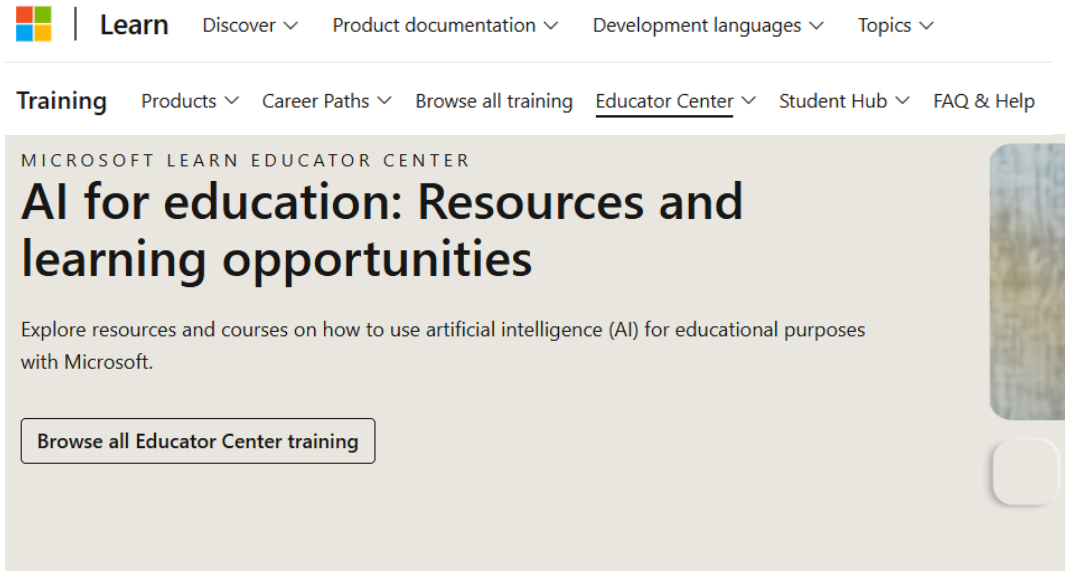 Learn Discover Product documentation Development languages Topics
Training Products Career Paths Browse all training Educator Center Student Hub FAQ & Help
MICROSOFT LEARN EDUCATOR CENTER
AI for education: Resources and
learning opportunities
Explore resources and courses on how to use artificial intelligence (AI) for educational purposes
with Microsoft.
Browse all Educator Center training